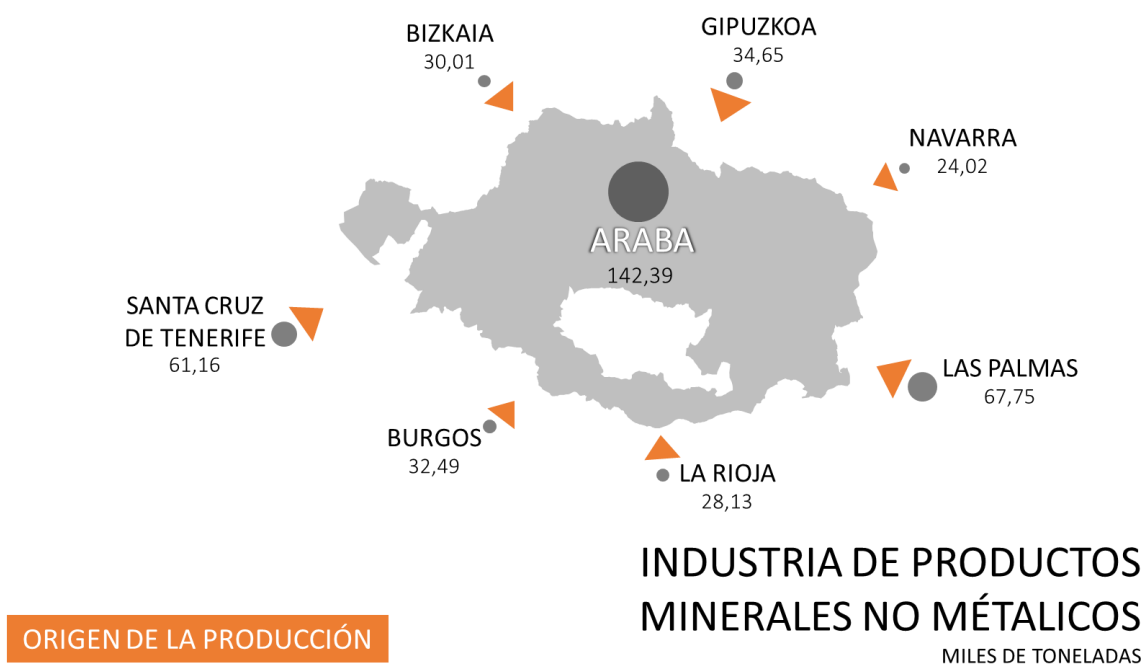 BIZKAIA
30,01
GIPUZKOA
34,65
NAVARRA
24,02
ARABA
142,39
SANTA CRUZ
DE TENERIFE
61,16
LAS PALMAS
67,75
BURGOS
32,49
LA RIOJA
28,13
INDUSTRIA DE PRODUCTOS
MINERALES NO MÉTALICOS
MILES DE TONELADAS
ORIGEN DE LA PRODUCCIÓN